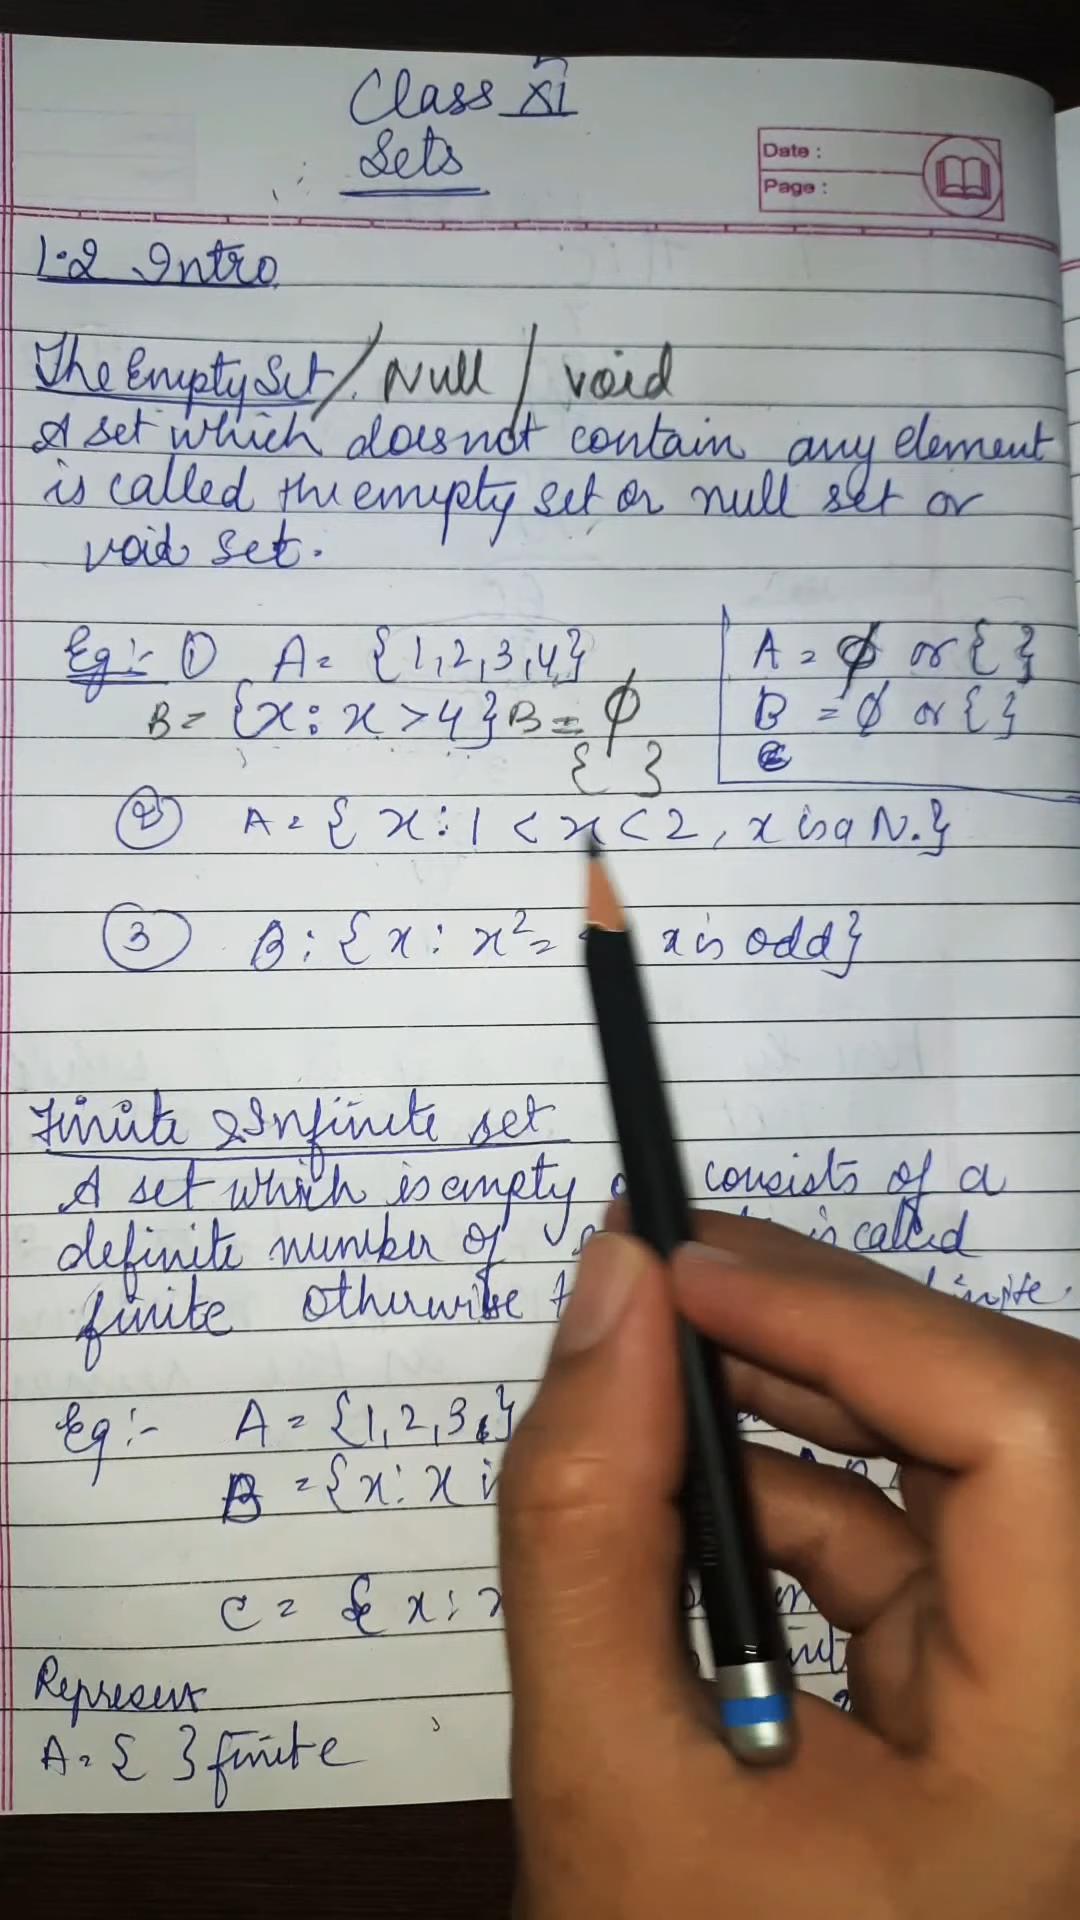 Class XI
Sets
Date :
Page :
1.2 Intro
The Empty Set / Null / void
A set which does not contain any element
is called the empty set or null set or
void set.
Eg:- ① A = {1,2,3,4}
B = {x : x > 4} B = ϕ
{ }
A = ϕ or { }
B = ϕ or { }
② A = { x : 1 < x < 2, x is a N.}
③ B : {x : x² = x is odd}
Finite & Infinite set
A set which is empty consists of a
definite number of is called
finite otherwise
Eg:- A = {1,2,3,}
B = {x : x i
C = { x :
Represent
A = { } finite